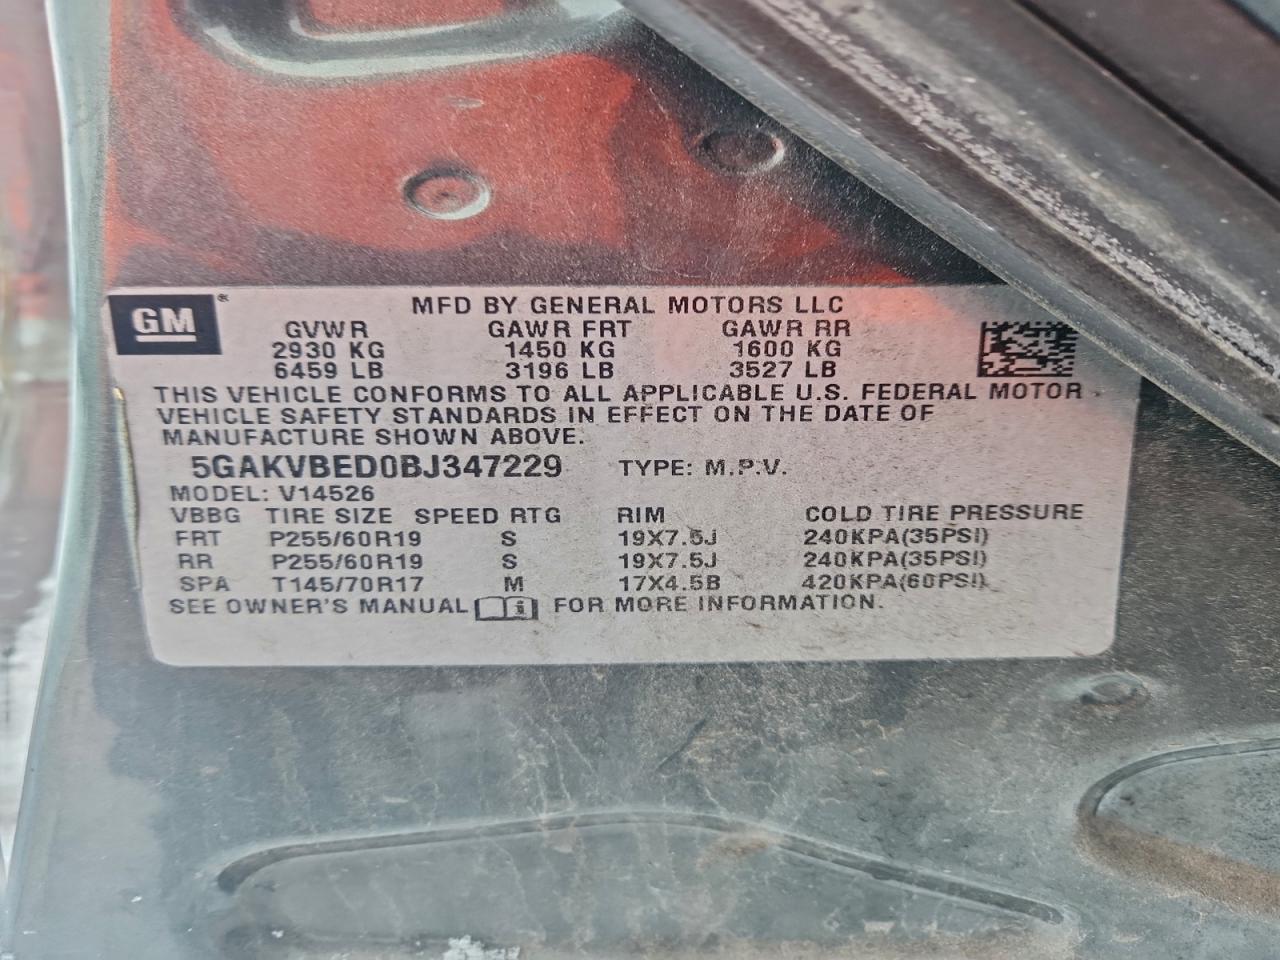 GM®
MFD BY GENERAL MOTORS LLC
GVWR GAWR FRT GAWR RR
2930 KG 1450 KG 1600 KG
6459 LB 3196 LB 3527 LB
THIS VEHICLE CONFORMS TO ALL APPLICABLE U.S. FEDERAL MOTOR
VEHICLE SAFETY STANDARDS IN EFFECT ON THE DATE OF
MANUFACTURE SHOWN ABOVE.
5GAKVBED0BJ347229 TYPE: M.P.V.
MODEL: V14526
VBBG TIRE SIZE SPEED RTG RIM COLD TIRE PRESSURE
FRT P255/60R19 S 19X7.5J 240KPA(35PSI)
RR P255/60R19 S 19X7.5J 240KPA(35PSI)
SPA T145/70R17 M 17X4.5B 420KPA(60PSI)
SEE OWNER'S MANUAL i FOR MORE INFORMATION.